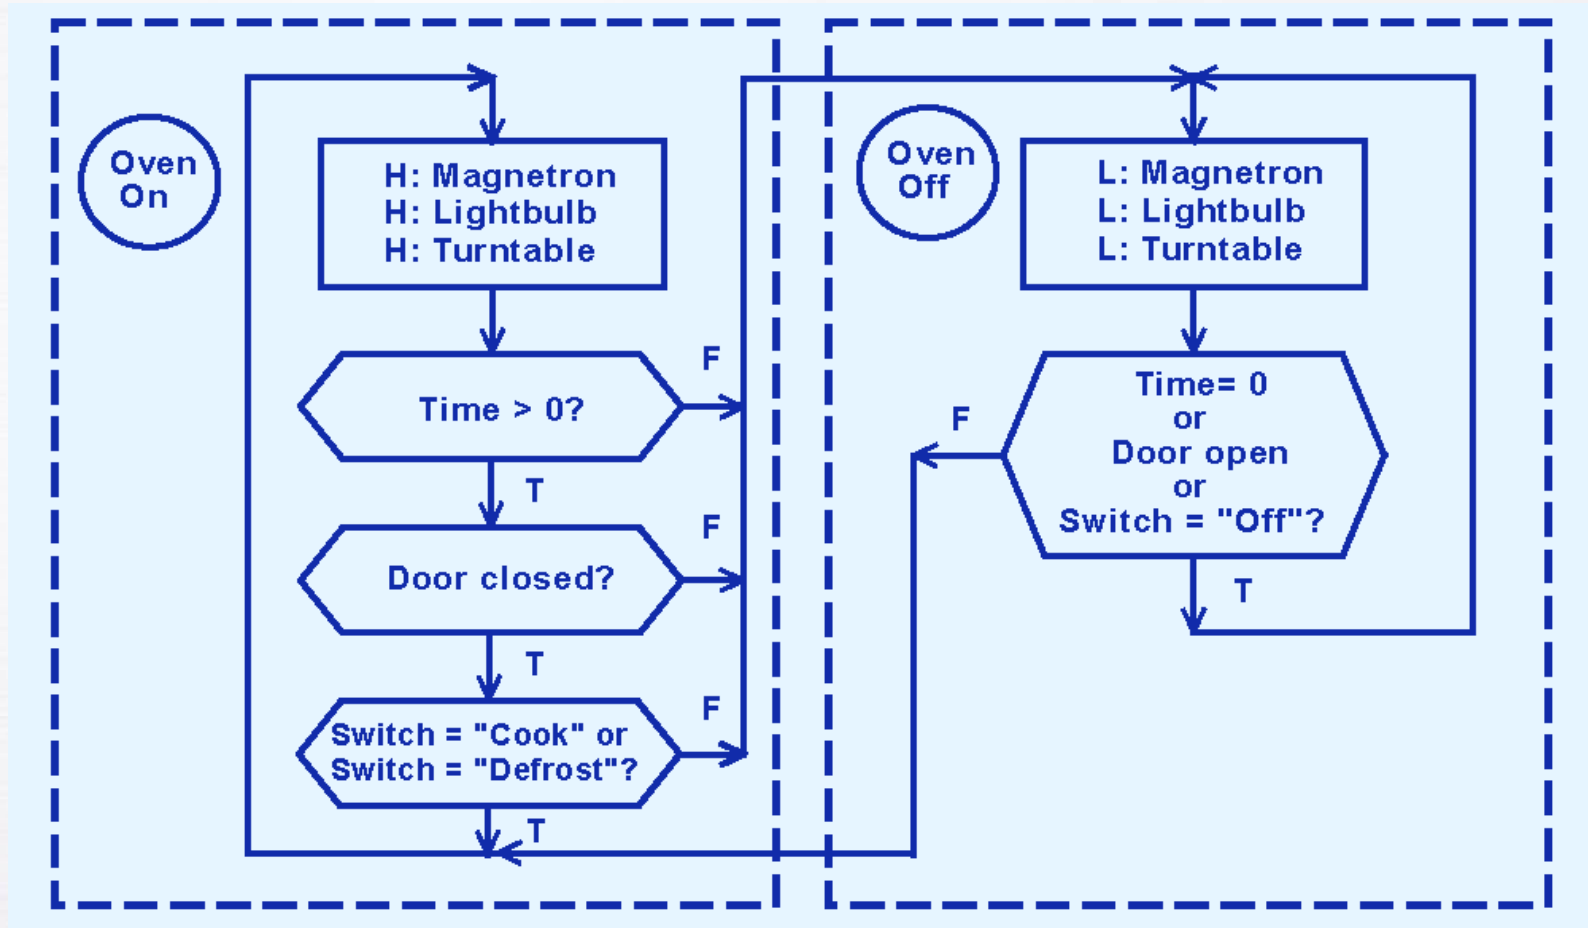 Oven
On
H: Magnetron
H: Lightbulb
H: Turntable
F
Time > 0?
T
F
Door closed?
T
F
Switch = "Cook" or
Switch = "Defrost"?
T
Oven
Off
L: Magnetron
L: Lightbulb
L: Turntable
Time= 0
or
Door open
or
Switch = "Off"?
F
T